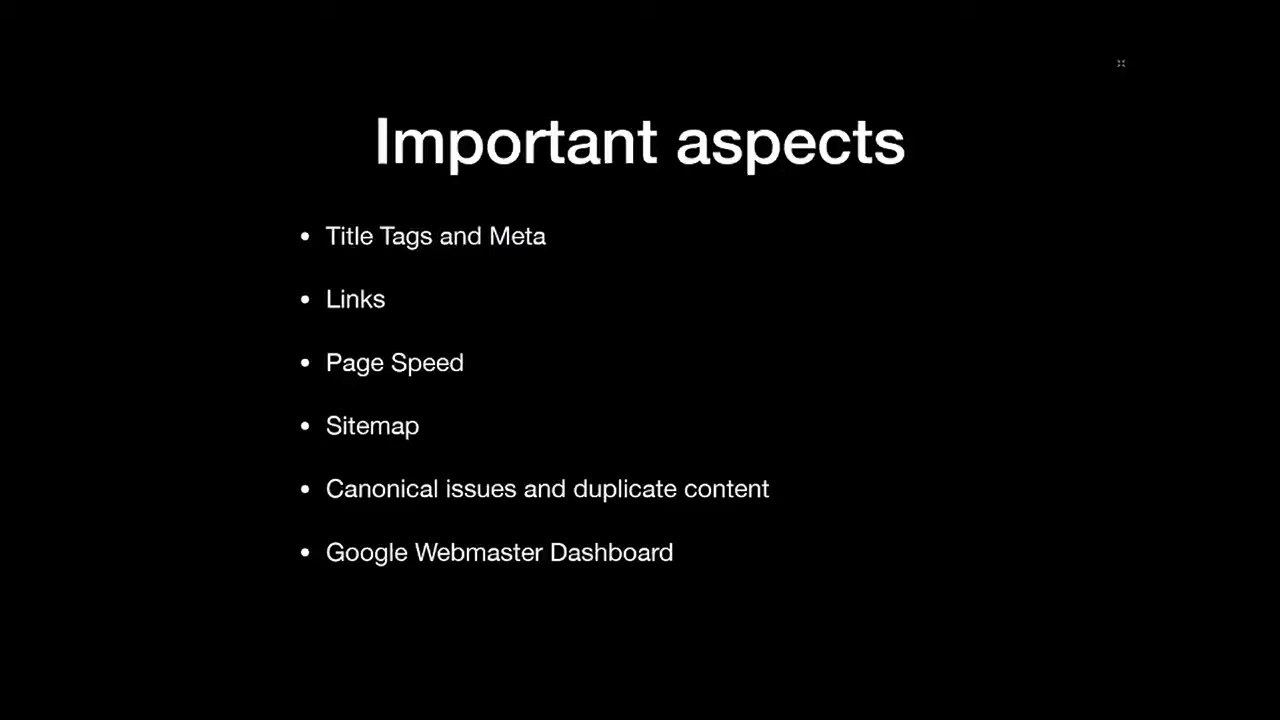 Important aspects
• Title Tags and Meta
• Links
• Page Speed
• Sitemap
• Canonical issues and duplicate content
• Google Webmaster Dashboard